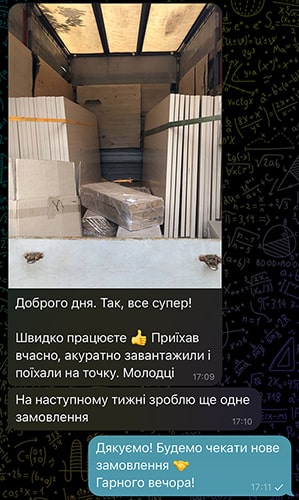 Доброго дня. Так, все супер!
Швидко працюєте 👍 Приїхав
вчасно, акуратно завантажили і
поїхали на точку. Молодці
17:09
На наступному тижні зроблю ще одне
замовлення
17:10
Дякуємо! Будемо чекати нове
замовлення 🤝
Гарного вечора!
17:11